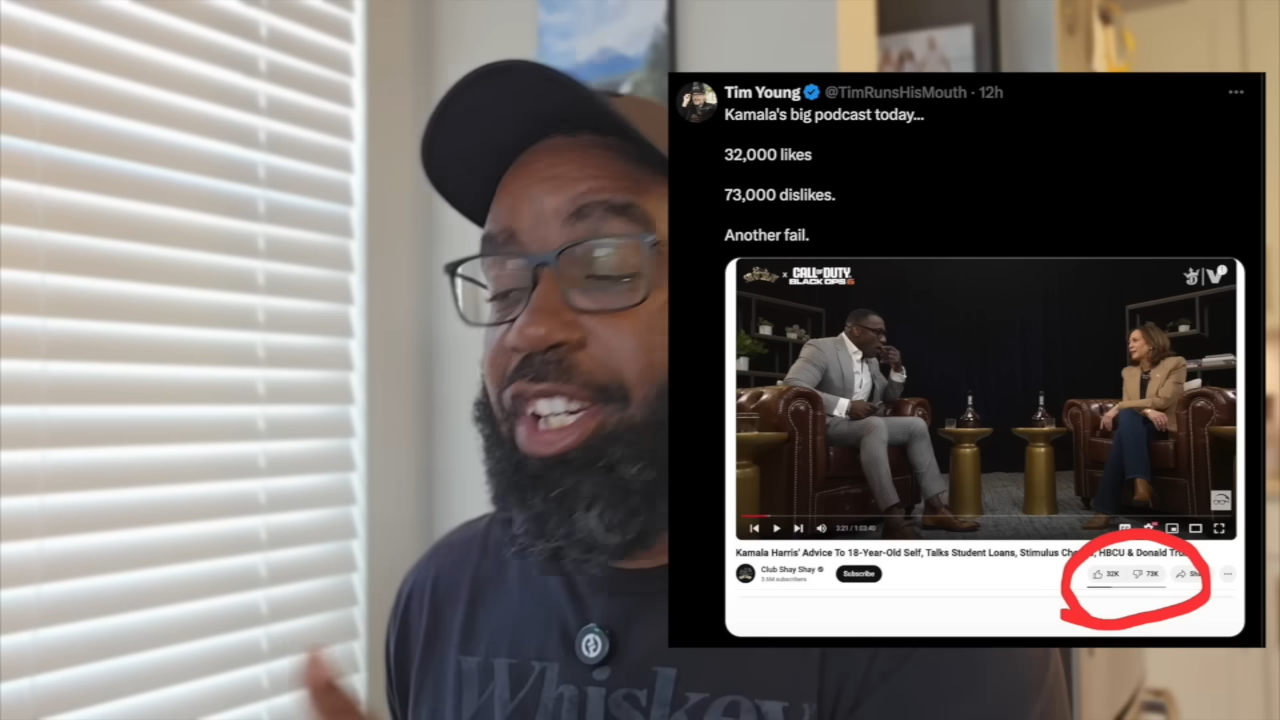 Tim Young @TimRunsHisMouth · 12h
Kamala's big podcast today...
32,000 likes
73,000 dislikes.
Another fail.
x CALL OF DUTY
BLACK OPS 6
3:21 / 1:03:40
Kamala Harris' Advice To 18-Year-Old Self, Talks Student Loans, Stimulus HBCU & Donald
Club Shay Shay
subscribers
Subscribe
32K
73K
Whiskey